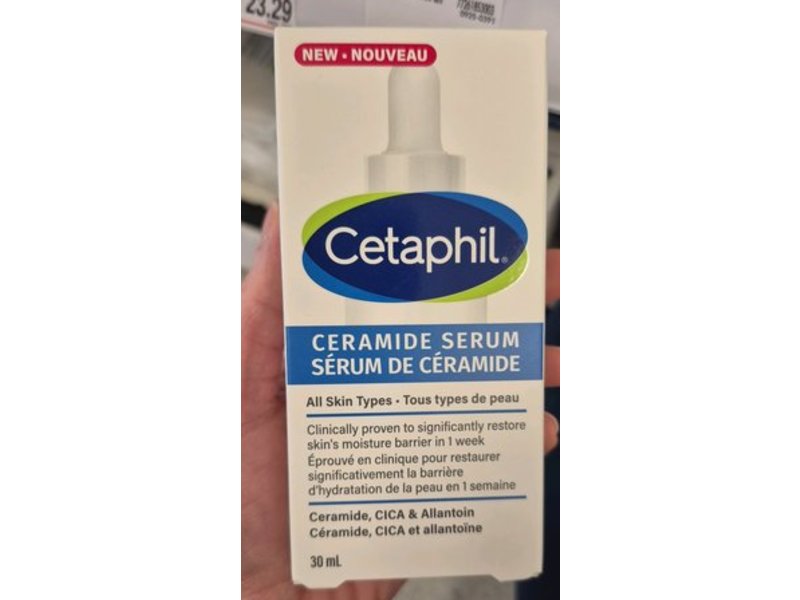 23.29
NEW • NOUVEAU
Cetaphil®
CERAMIDE SERUM
SÉRUM DE CÉRAMIDE
All Skin Types • Tous types de peau
Clinically proven to significantly restore
skin's moisture barrier in 1 week
Éprouvé en clinique pour restaurer
significativement la barrière
d'hydratation de la peau en 1 semaine
Ceramide, CICA & Allantoin
Céramide, CICA et allantoïne
30 mL